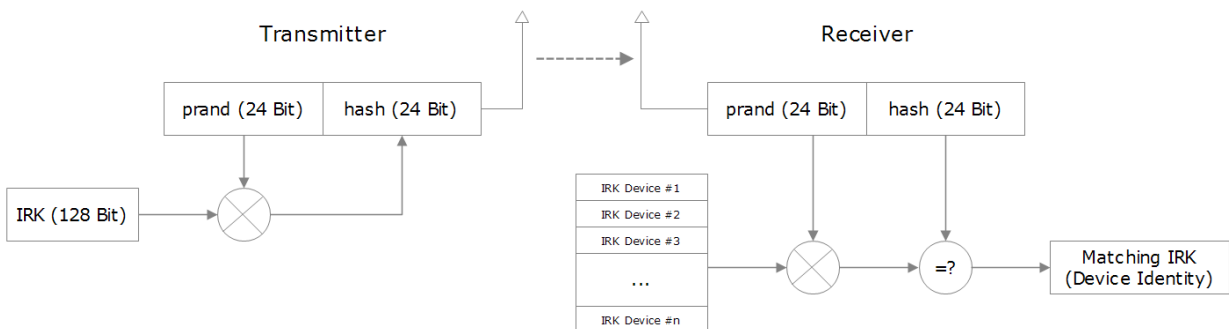 Transmitter
prand (24 Bit)
hash (24 Bit)
IRK (128 Bit)
Receiver
prand (24 Bit)
hash (24 Bit)
IRK Device #1
IRK Device #2
IRK Device #3
...
IRK Device #n
=?
Matching IRK
(Device Identity)